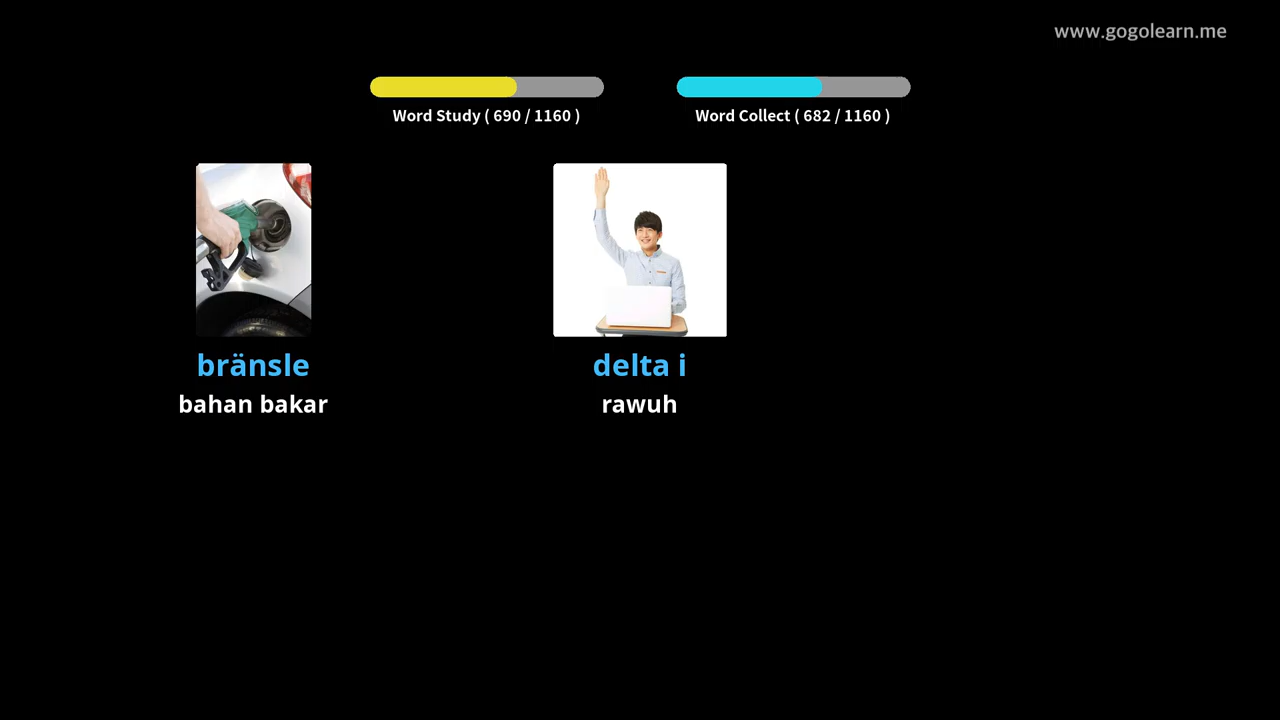 www.gogolearn.me
Word Study ( 690 / 1160 )
Word Collect ( 682 / 1160 )
bränsle
delta i
bahan bakar
rawuh